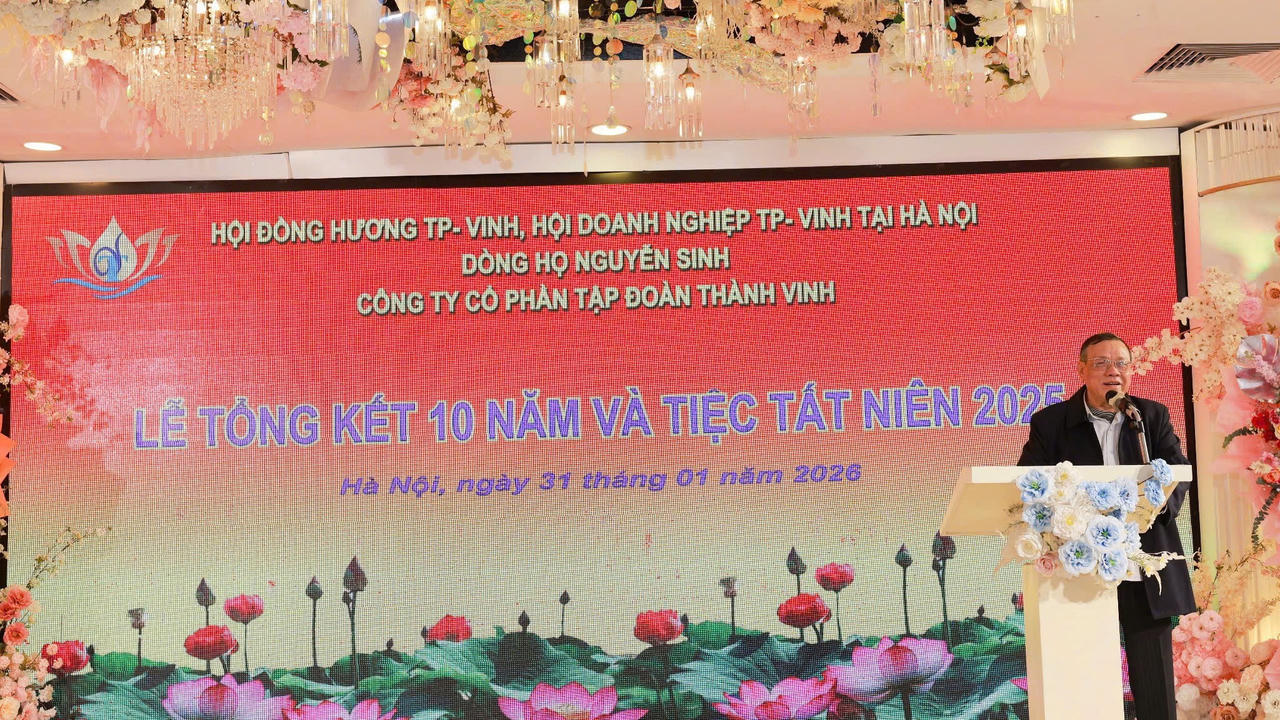 HỘI ĐỒNG HƯƠNG TP- VINH, HỘI DOANH NGHIỆP TP- VINH TẠI HÀ NỘI
DÒNG HỌ NGUYỄN SINH
CÔNG TY CỔ PHẦN TẬP ĐOÀN THÀNH VINH
LỄ TỔNG KẾT 10 NĂM VÀ TIỆC TẤT NIÊN 2025
Hà Nội, ngày 31 tháng 01 năm 2026